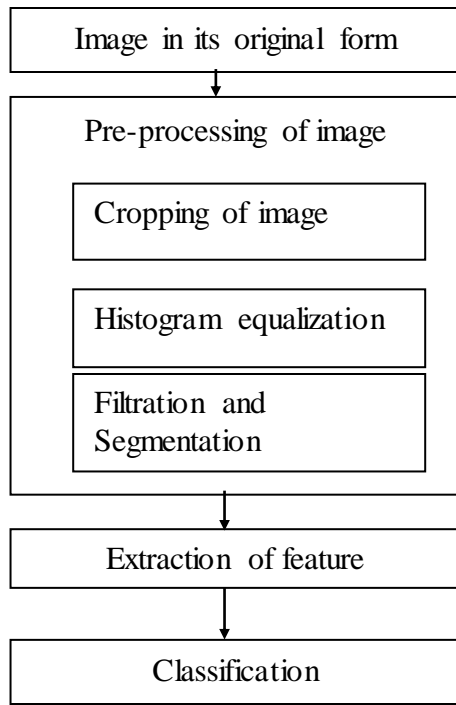 Image in its original form
Pre-processing of image
Cropping of image
Histogram equalization
Filtration and
Segmentation
Extraction of feature
Classification